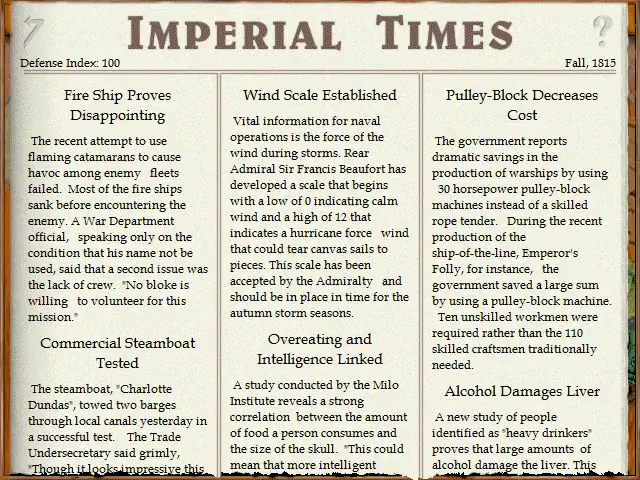 Imperial Times
Defense Index: 100
Fall, 1815
Fire Ship Proves
Disappointing
The recent attempt to use
flaming catamarans to cause
havoc among enemy fleets
failed. Most of the fire ships
sank before encountering the
enemy. A War Department
official, speaking only on the
condition that his name not be
used, said that a second issue was
the lack of crew. "No bloke is
willing to volunteer for this
mission."
Commercial Steamboat
Tested
The steamboat, "Charlotte
Dundas", towed two barges
through local canals yesterday in
a successful test. The Trade
Undersecretary said grimly,
"Though it looks impressive this
Wind Scale Established
Vital information for naval
operations is the force of the
wind during storms. Rear
Admiral Sir Francis Beaufort has
developed a scale that begins
with a low of 0 indicating calm
wind and a high of 12 that
indicates a hurricane force wind
that could tear canvas sails to
pieces. This scale has been
accepted by the Admiralty and
should be in place in time for the
autumn storm seasons.
Overeating and
Intelligence Linked
A study conducted by the Milo
Institute reveals a strong
correlation between the amount
of food a person consumes and
the size of the skull. "This could
mean that more intelligent
Pulley-Block Decreases
Cost
The government reports
dramatic savings in the
production of warships by using
30 horsepower pulley-block
machines instead of a skilled
rope tender. During the recent
production of the
ship-of-the-line, Emperor's
Folly, for instance, the
government saved a large sum
by using a pulley-block machine.
Ten unskilled workmen were
required rather than the 110
skilled craftsmen traditionally
needed.
Alcohol Damages Liver
A new study of people
identified as "heavy drinkers"
proves that large amounts of
alcohol damage the liver. This